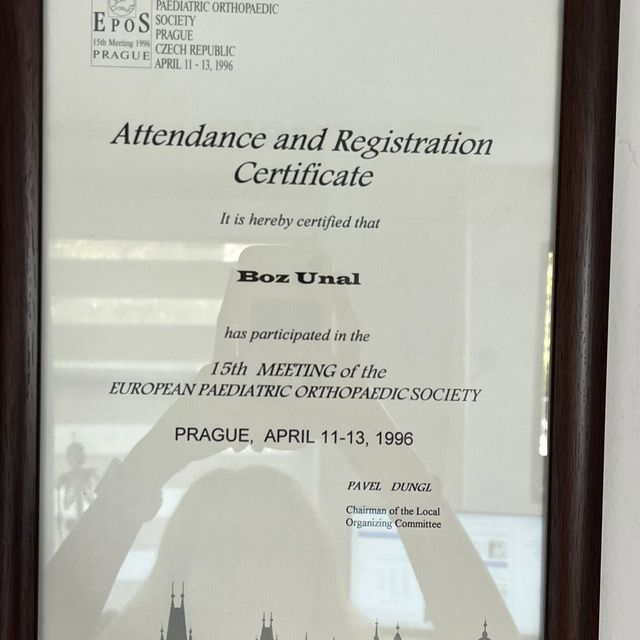 PAEDIATRIC ORTHOPAEDIC
SOCIETY
PRAGUE
CZECH REPUBLIC
APRIL 11 - 13, 1996
EPOS
15th Meeting 1996
PRAGUE
Attendance and Registration
Certificate
It is hereby certified that
Boz Unal
has participated in the
15th MEETING of the
EUROPEAN PAEDIATRIC ORTHOPAEDIC SOCIETY
PRAGUE, APRIL 11-13, 1996
PAVEL DUNGL
Chairman of the Local
Organizing Committee